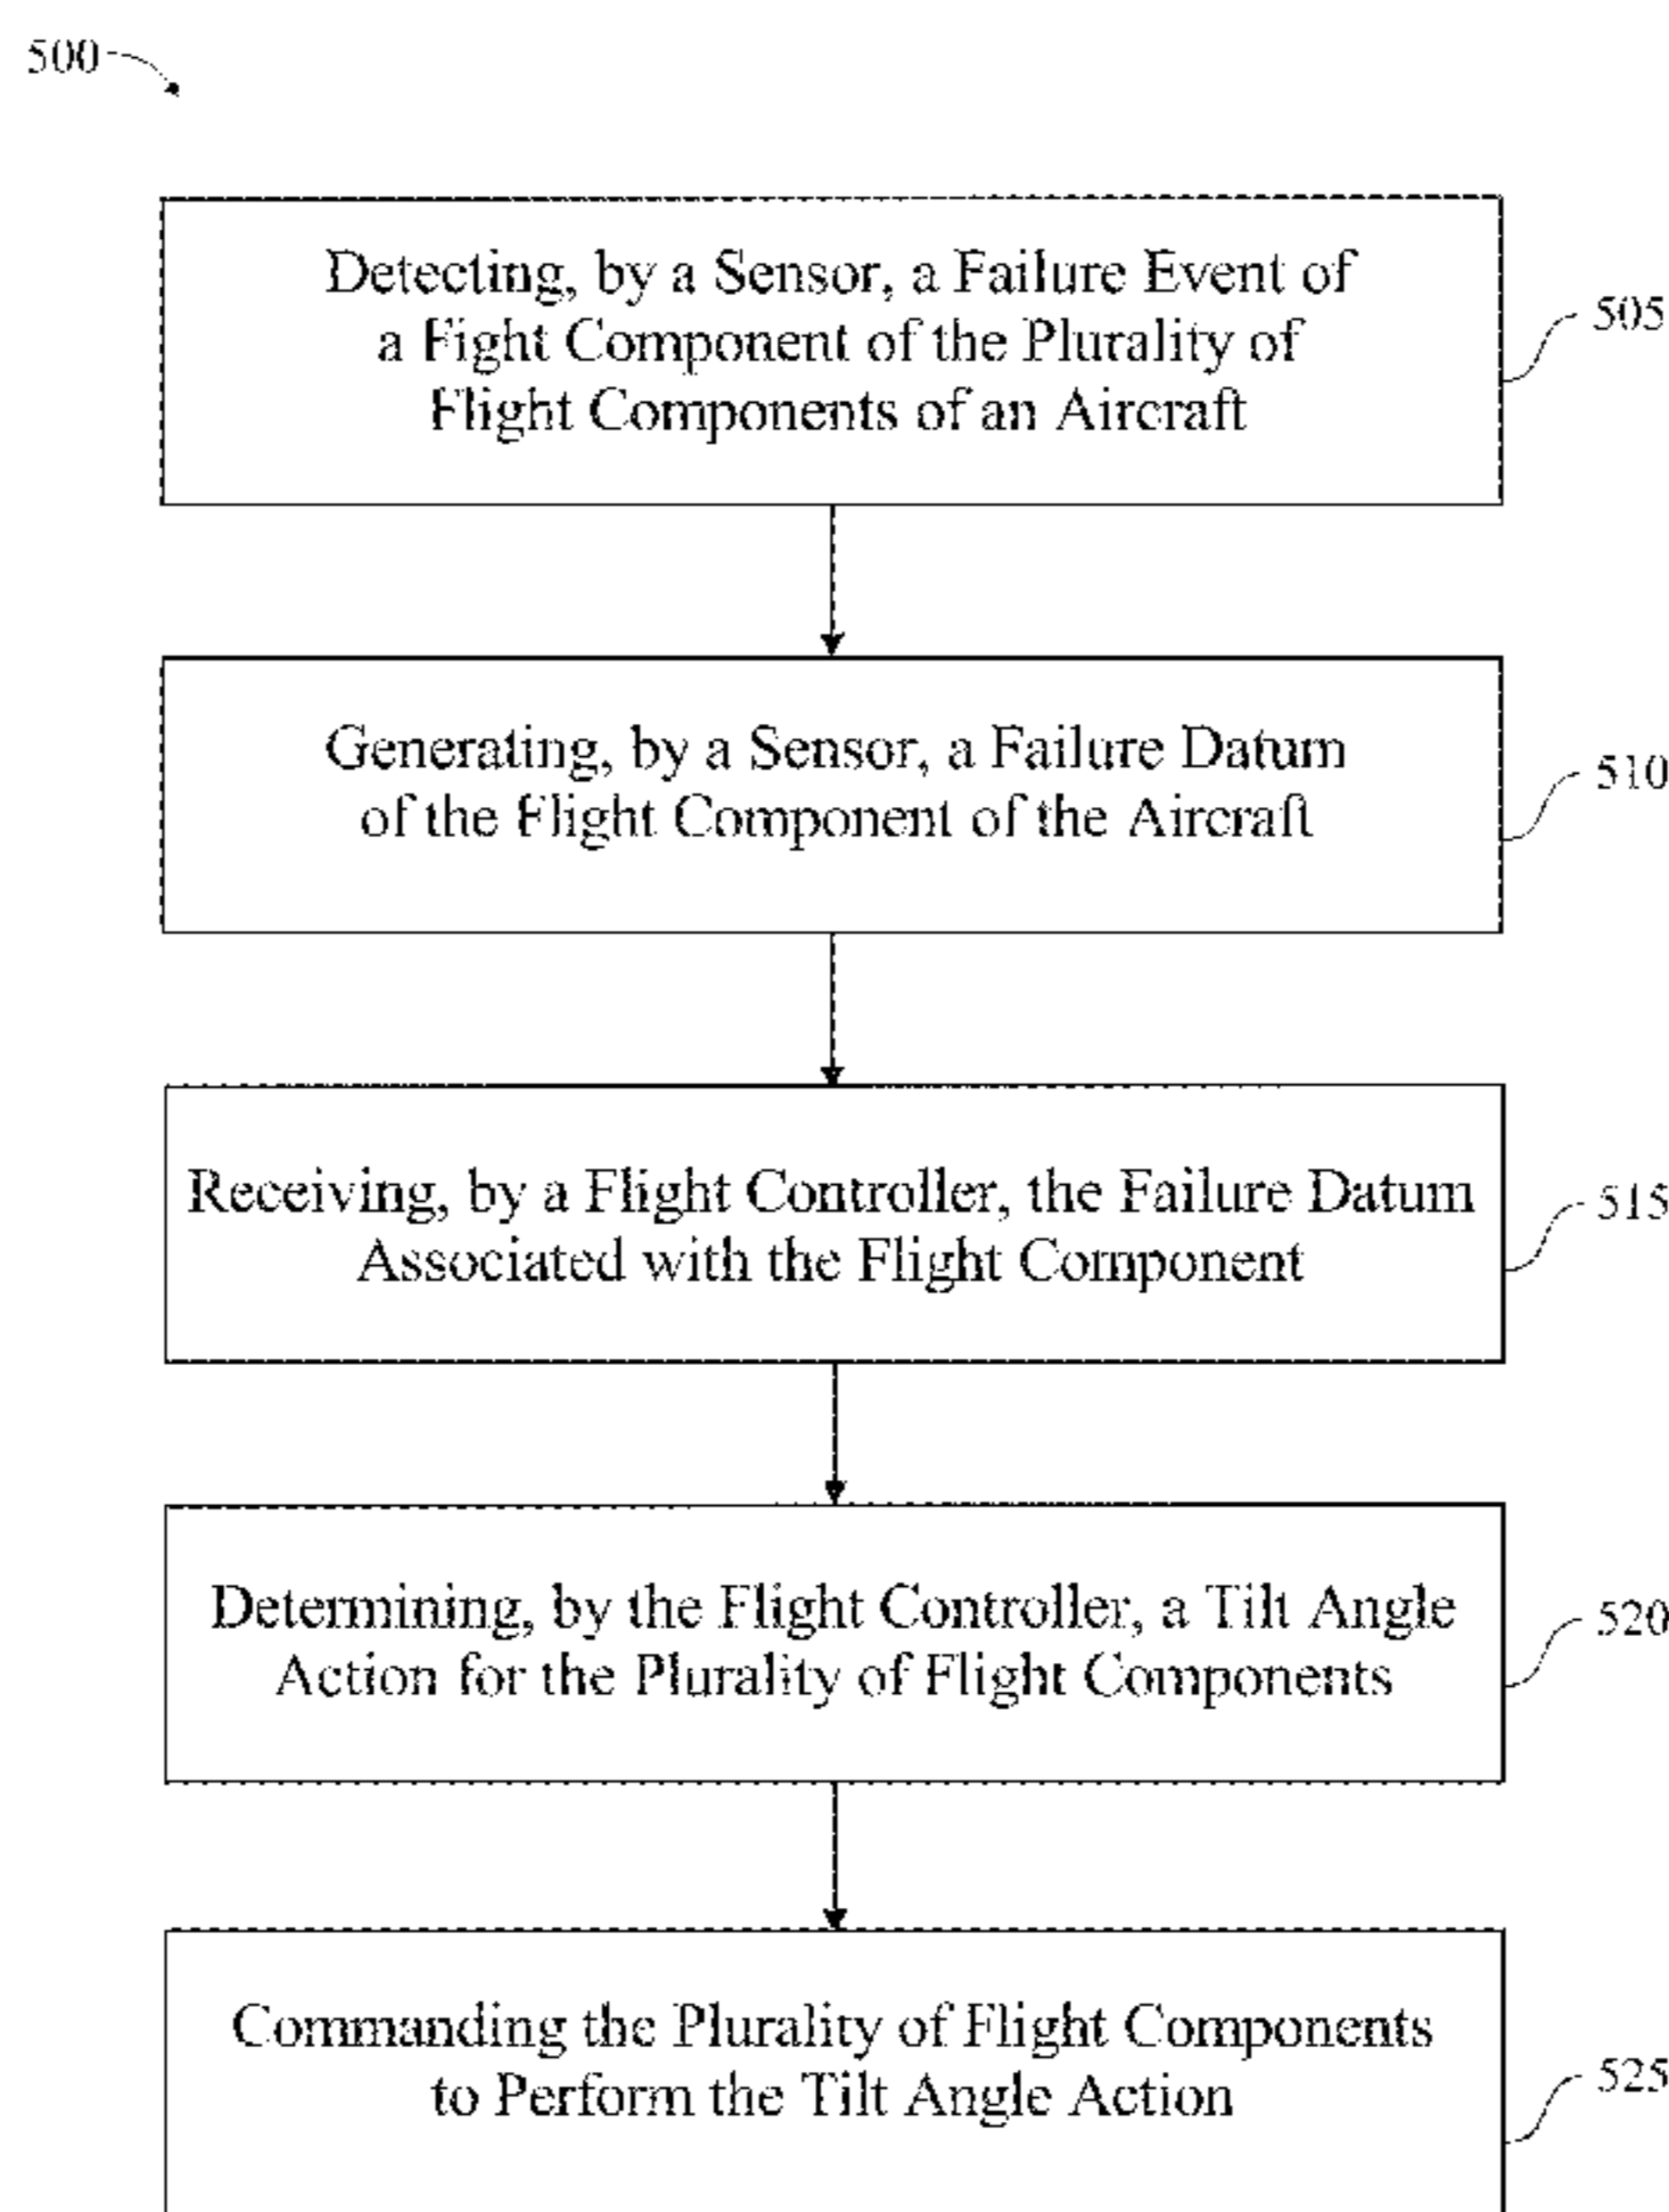 500
Detecting, by a Sensor, a Failure Event of
a Fight Component of the Plurality of
Flight Components of an Aircraft
505
Generating, by a Sensor, a Failure Datum
of the Flight Component of the Aircraft
510
Receiving, by a Flight Controller, the Failure Datum
Associated with the Flight Component
515
Determining, by the Flight Controller, a Tilt Angle
Action for the Plurality of Flight Components
520
Commanding the Plurality of Flight Components
to Perform the Tilt Angle Action
525